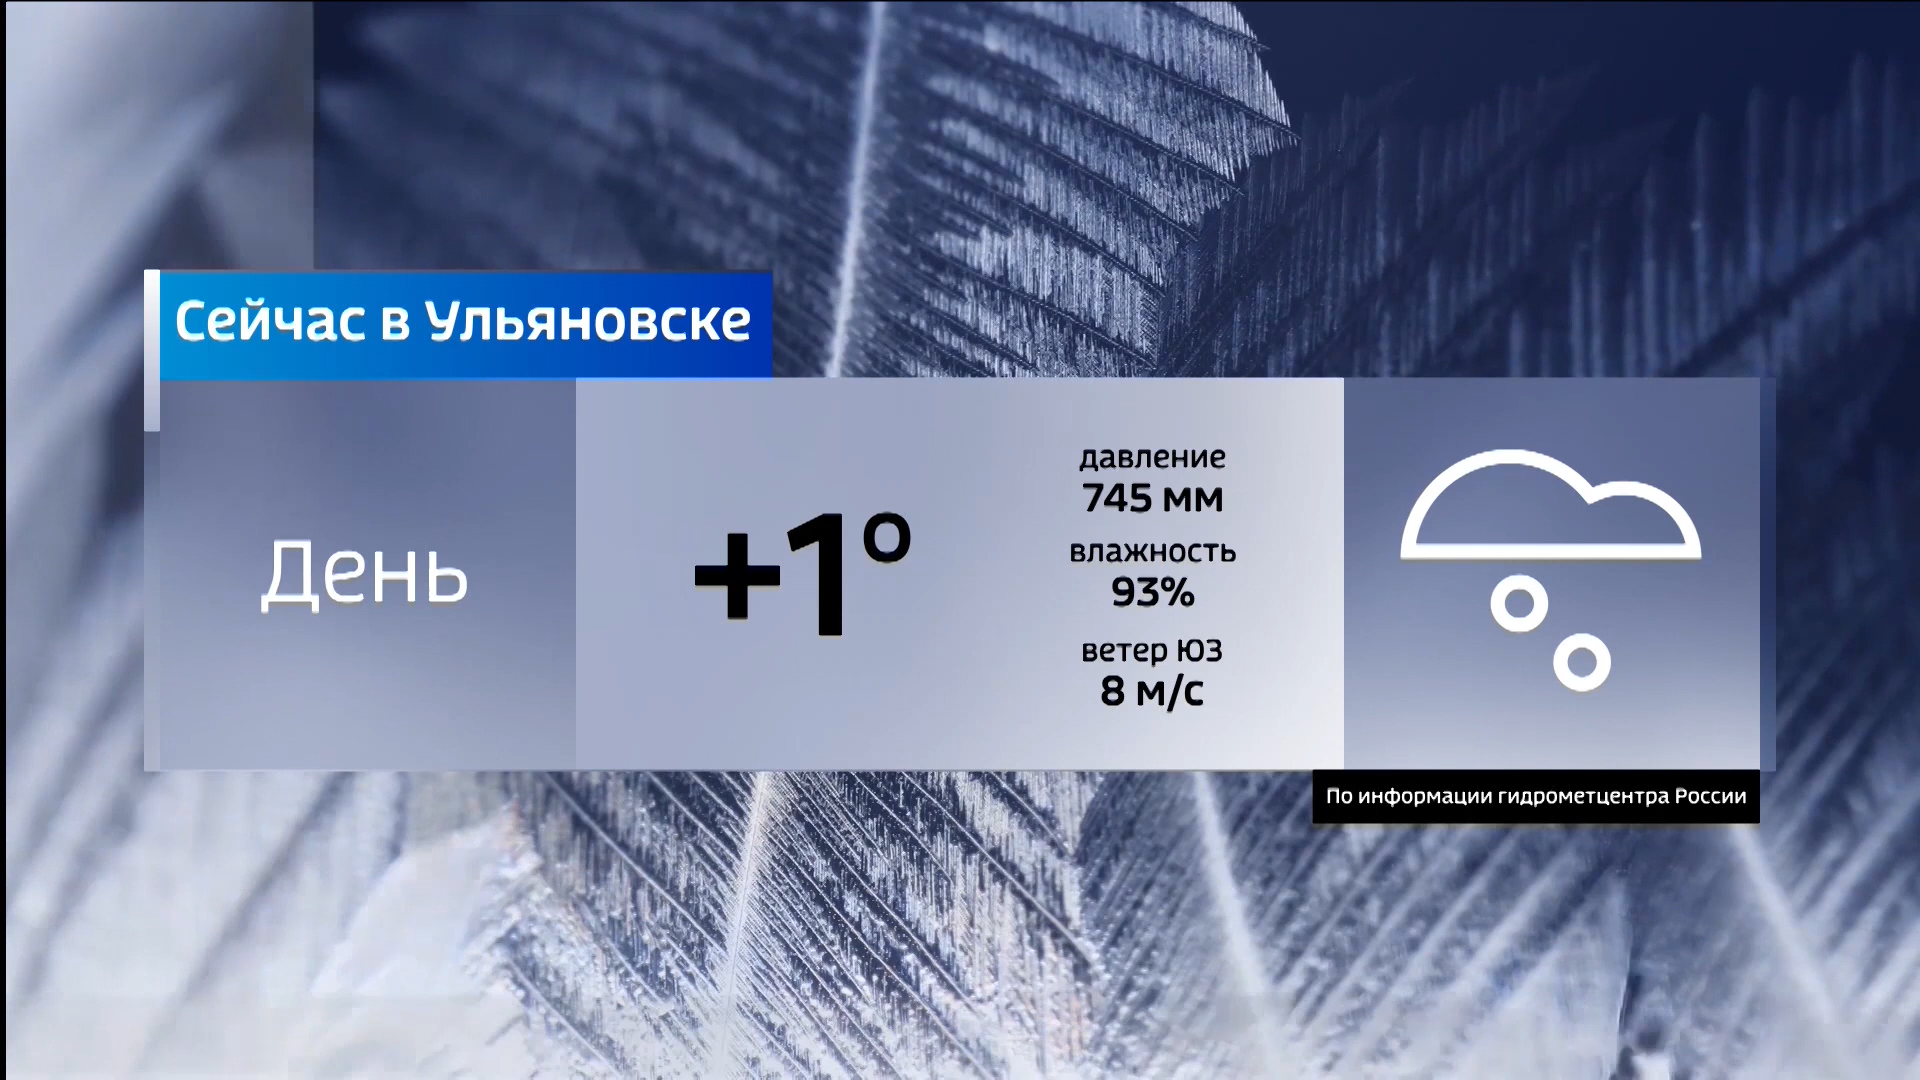 Сейчас в Ульяновске
День
+1°
давление
745 мм
влажность
93%
ветер ЮЗ
8 м/с
По информации гидрометцентра России